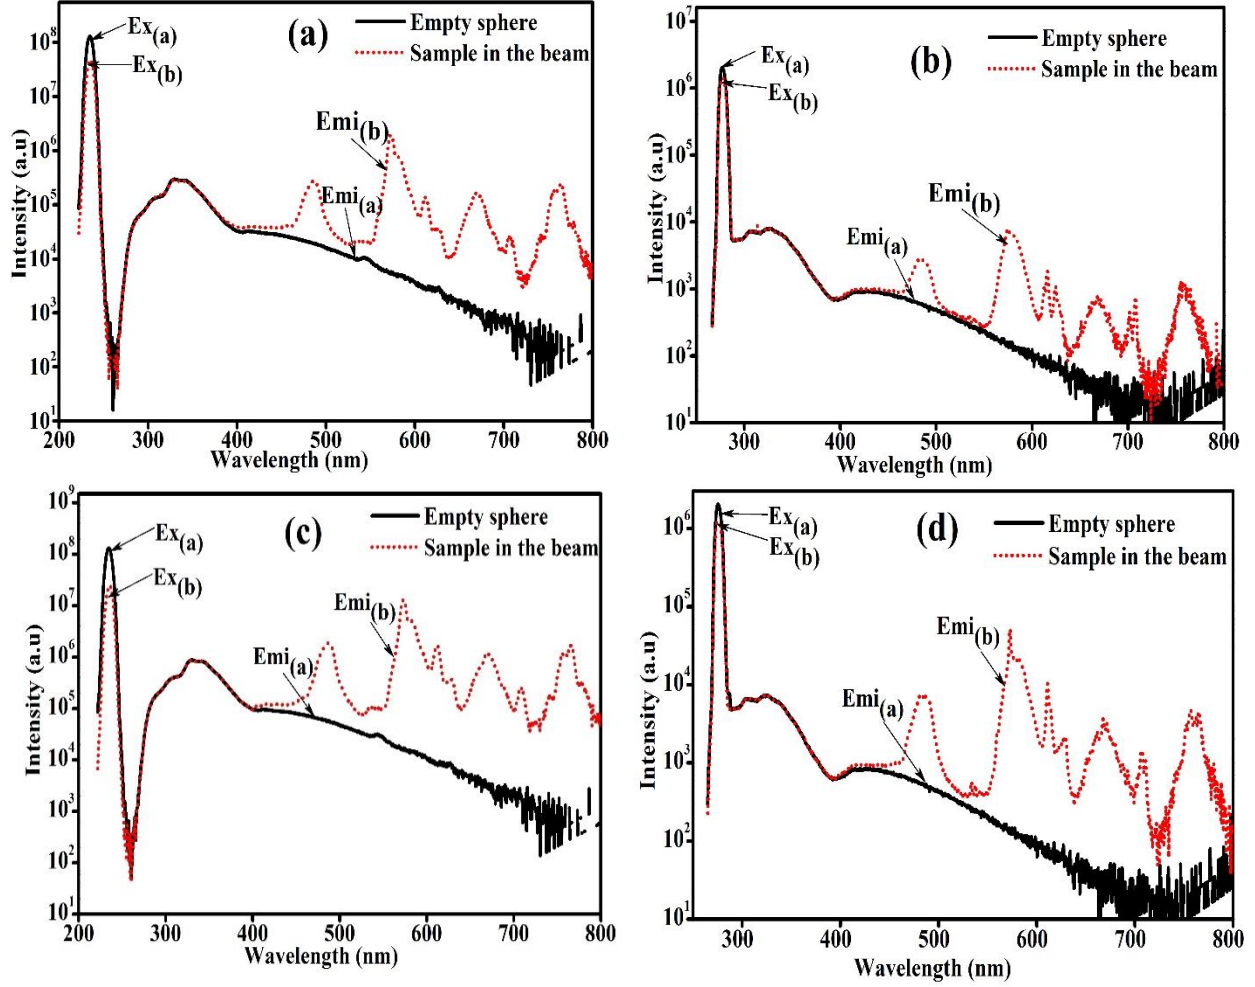 (a)
Empty sphere
Sample in the beam
Ex(a)
Ex(b)
Emi(b)
Emi(a)
10^8
10^7
10^6
10^5
10^4
10^3
10^2
10^1
Intensity (a.u)
200 300 400 500 600 700 800
Wavelength (nm)
(b)
Empty sphere
Sample in the beam
Ex(a)
Ex(b)
Emi(b)
Emi(a)
10^7
10^6
10^5
10^4
10^3
10^2
10^1
Intensity (a.u)
300 400 500 600 700 800
Wavelength (nm)
(c)
Empty sphere
Sample in the beam
Ex(a)
Ex(b)
Emi(b)
Emi(a)
10^9
10^8
10^7
10^6
10^5
10^4
10^3
10^2
10^1
Intensity (a.u)
200 300 400 500 600 700 800
Wavelength (nm)
(d)
Empty sphere
Sample in the beam
Ex(a)
Ex(b)
Emi(b)
Emi(a)
10^6
10^5
10^4
10^3
10^2
10^1
Intensity (a.u)
300 400 500 600 700 800
Wavelength (nm)